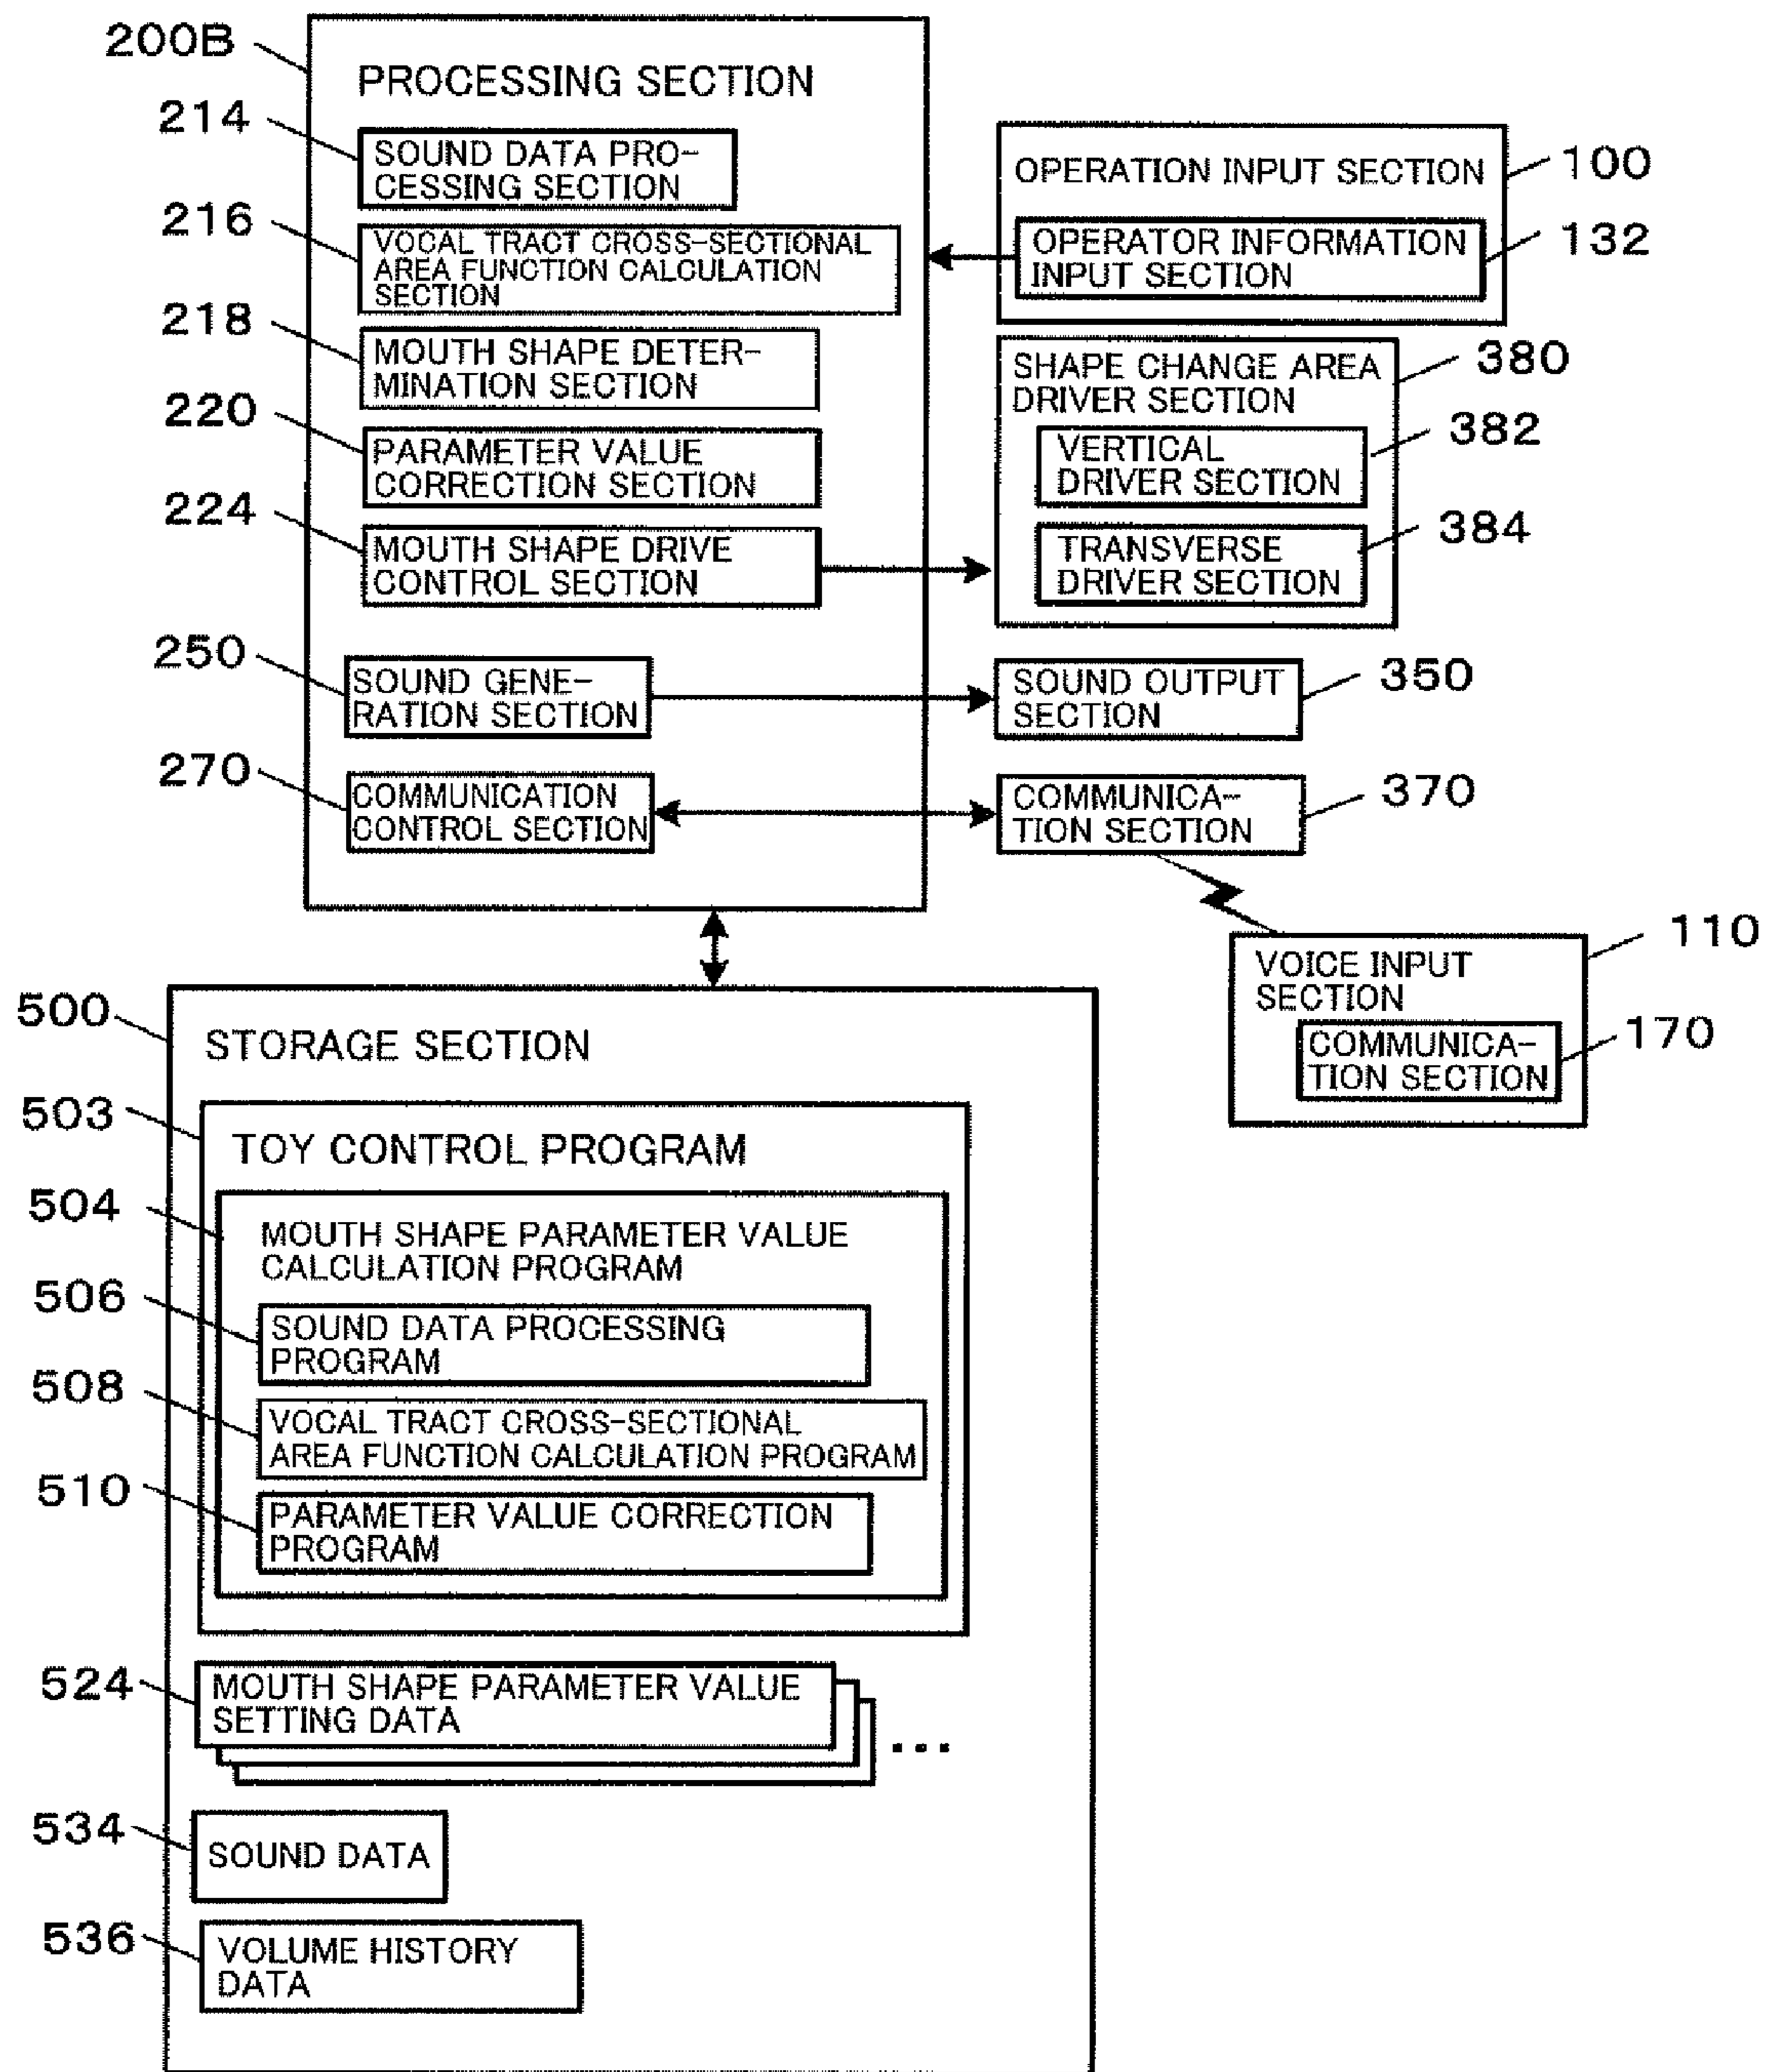 200B
PROCESSING SECTION
214
SOUND DATA PRO-
CESSING SECTION
216
VOCAL TRACT CROSS-SECTIONAL
AREA FUNCTION CALCULATION
SECTION
218
MOUTH SHAPE DETER-
MINATION SECTION
220
PARAMETER VALUE
CORRECTION SECTION
224
MOUTH SHAPE DRIVE
CONTROL SECTION
250
SOUND GENE-
RATION SECTION
270
COMMUNICATION
CONTROL SECTION
OPERATION INPUT SECTION
100
OPERATOR INFORMATION
INPUT SECTION
132
SHAPE CHANGE AREA
DRIVER SECTION
380
VERTICAL
DRIVER SECTION
382
TRANSVERSE
DRIVER SECTION
384
SOUND OUTPUT
SECTION
350
COMMUNICA-
TION SECTION
370
VOICE INPUT
SECTION
110
COMMUNICA-
TION SECTION
170
500
STORAGE SECTION
503
TOY CONTROL PROGRAM
504
MOUTH SHAPE PARAMETER VALUE
CALCULATION PROGRAM
506
SOUND DATA PROCESSING
PROGRAM
508
VOCAL TRACT CROSS-SECTIONAL
AREA FUNCTION CALCULATION PROGRAM
510
PARAMETER VALUE CORRECTION
PROGRAM
524
MOUTH SHAPE PARAMETER VALUE
SETTING DATA
...
534
SOUND DATA
536
VOLUME HISTORY
DATA